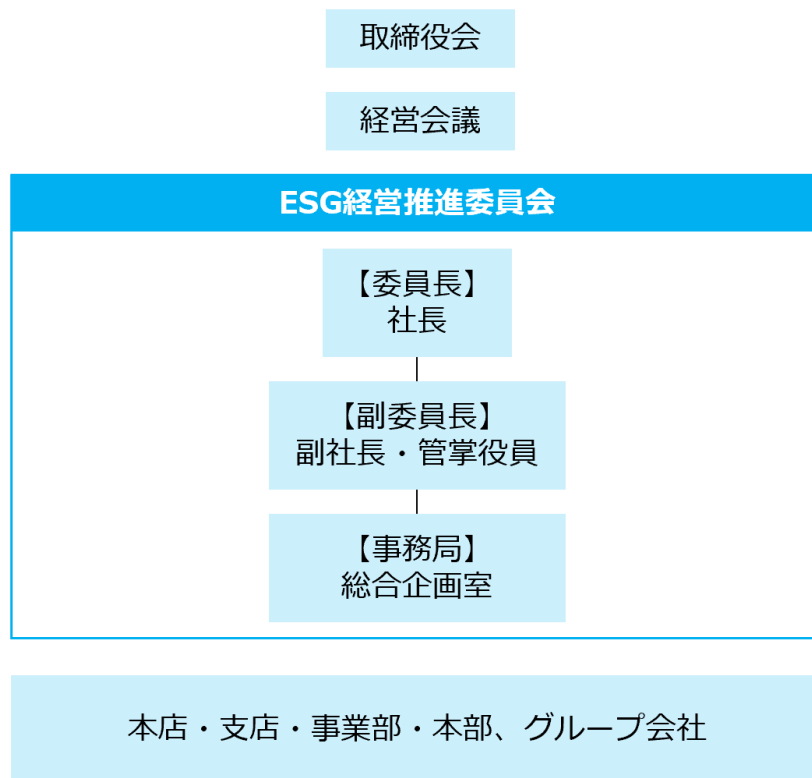 取締役会
経営会議
ESG経営推進委員会
【委員長】
社長
【副委員長】
副社長・管掌役員
【事務局】
総合企画室
本店・支店・事業部・本部、グループ会社